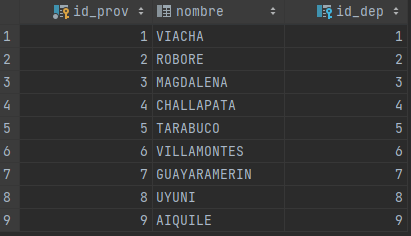 id_prov nombre id_dep
1 1 VIACHA 1
2 2 ROBORE 2
3 3 MAGDALENA 3
4 4 CHALLAPATA 4
5 5 TARABUCO 5
6 6 VILLAMONTES 6
7 7 GUAYARAMERIN 7
8 8 UYUNI 8
9 9 AIQUILE 9